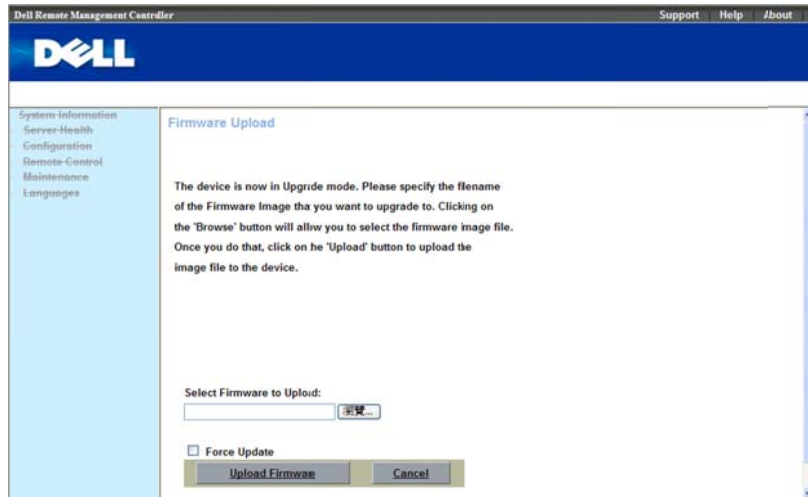 Dell Remote Management Contrdler
Support Help About
DELL
System Information
Server Health
Configuration
Remote Control
Maintenance
Languages
Firmware Upload
The device is now in Upgride mode. Please specify the filename
of the Firmware Image tha you want to upgrade to. Clicking on
the 'Browse' button will allw you to select the firmware image file.
Once you do that, click on he 'Upload' button to upload the
image file to the device.
Select Firmware to Upload:
瀏覽...
Force Update
Upload Firmwae
Cancel